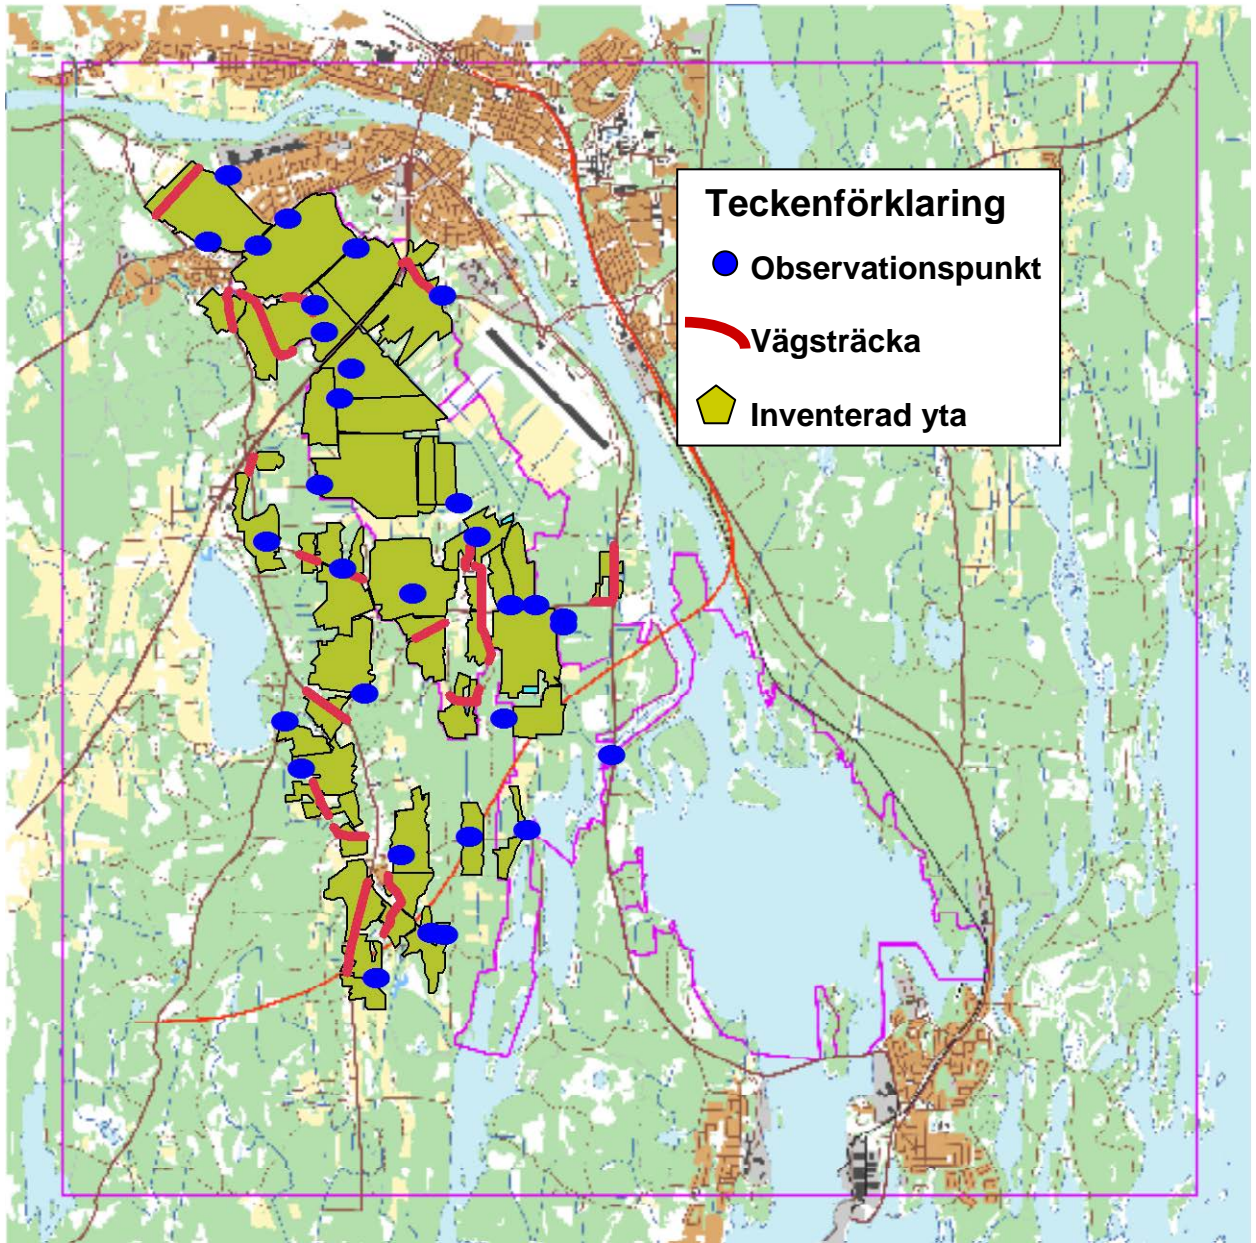 Teckenförklaring
Observationspunkt
Vägsträcka
Inventerad yta